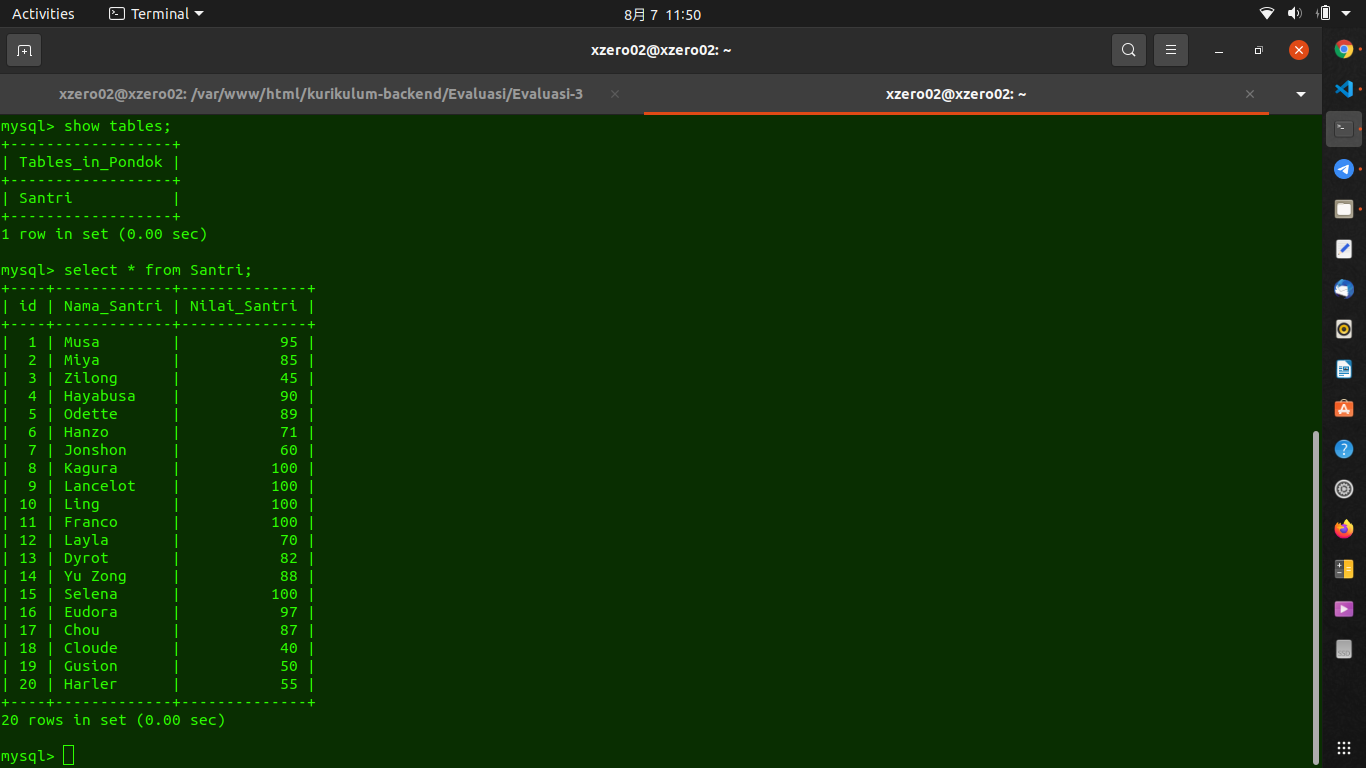 Activities Terminal 8月 7 11:50
xzero02@xzero02: ~
xzero02@xzero02: /var/www/html/kurikulum-backend/Evaluasi/Evaluasi-3 × xzero02@xzero02: ~ ×
mysql> show tables;
+------------------+
| Tables_in_Pondok |
+------------------+
| Santri           |
+------------------+
1 row in set (0.00 sec)
mysql> select * from Santri;
+----+-------------+--------------+
| id | Nama_Santri | Nilai_Santri |
+----+-------------+--------------+
|  1 | Musa        |           95 |
|  2 | Miya        |           85 |
|  3 | Zilong      |           45 |
|  4 | Hayabusa    |           90 |
|  5 | Odette      |           89 |
|  6 | Hanzo       |           71 |
|  7 | Jonshon     |           60 |
|  8 | Kagura      |          100 |
|  9 | Lancelot    |          100 |
| 10 | Ling        |          100 |
| 11 | Franco      |          100 |
| 12 | Layla       |           70 |
| 13 | Dyrot       |           82 |
| 14 | Yu Zong     |           88 |
| 15 | Selena      |          100 |
| 16 | Eudora      |           97 |
| 17 | Chou        |           87 |
| 18 | Cloude      |           40 |
| 19 | Gusion      |           50 |
| 20 | Harler      |           55 |
+----+-------------+--------------+
20 rows in set (0.00 sec)
mysql>